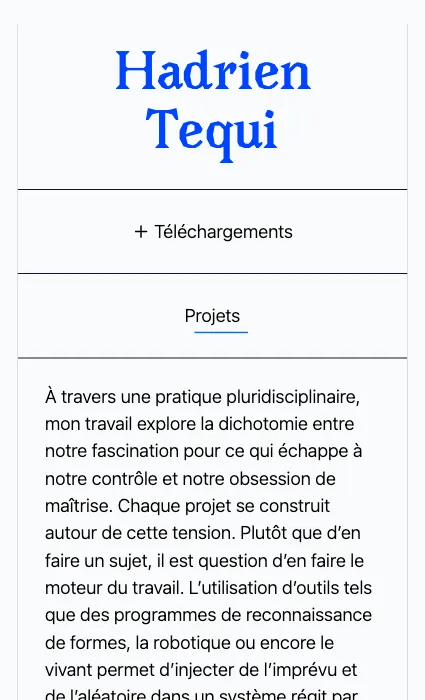 Hadrien
Tequi
+ Téléchargements
Projets
À travers une pratique pluridisciplinaire,
mon travail explore la dichotomie entre
notre fascination pour ce qui échappe à
notre contrôle et notre obsession de
maîtrise. Chaque projet se construit
autour de cette tension. Plutôt que d’en
faire un sujet, il est question d’en faire le
moteur du travail. L’utilisation d’outils tels
que des programmes de reconnaissance
de formes, la robotique ou encore le
vivant permet d’injecter de l’imprévu et
de l’aléatoire dans un système régit par